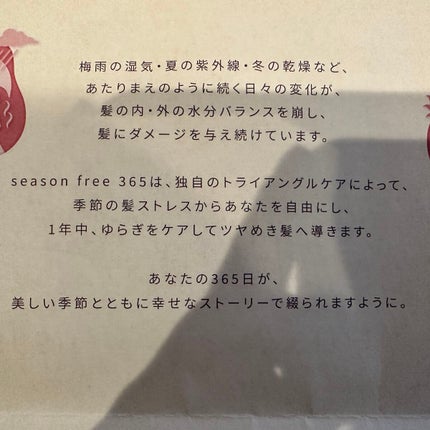 梅雨の湿気・夏の紫外線・冬の乾燥など、
あたりまえのように続く日々の変化が、
髪の内・外の水分バランスを崩し、
髪にダメージを与え続けています。
season free 365は、独自のトライアングルケアによって、
季節の髪ストレスからあなたを自由にし、
1年中、ゆらぎをケアしてツヤめき髪へ導きます。
あなたの365日が、
美しい季節とともに幸せなストーリーで綴られますように。